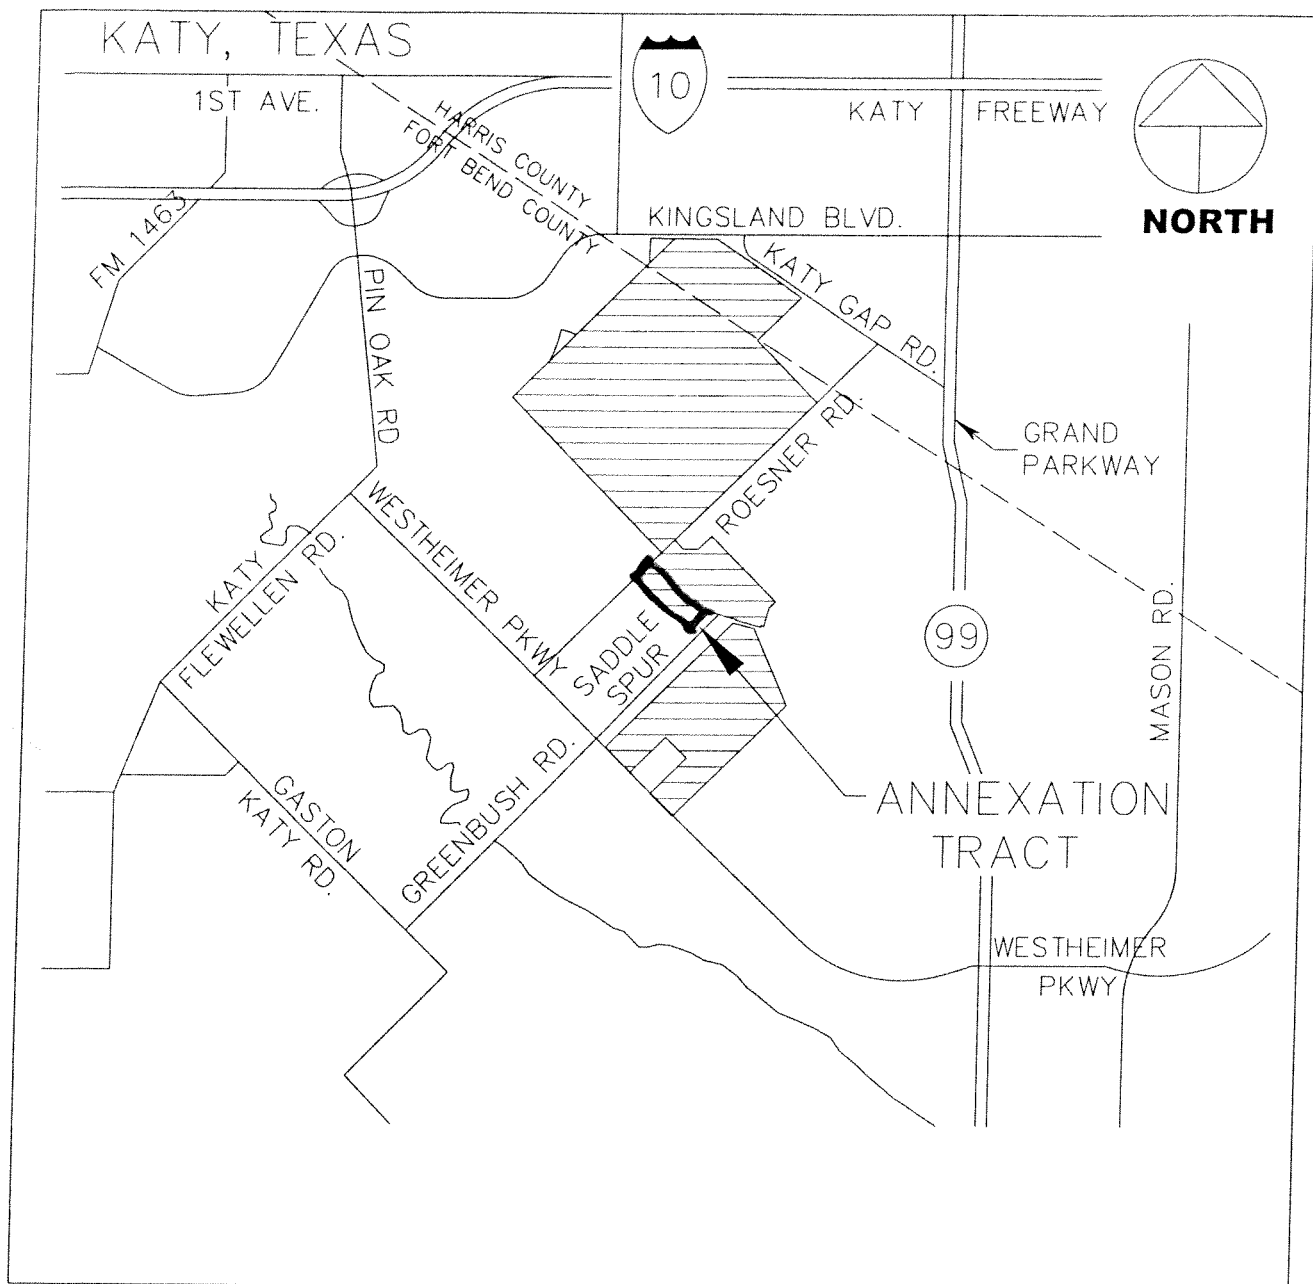 KATY, TEXAS
1ST AVE.
10
KATY FREEWAY
NORTH
HARRIS COUNTY
FORT BEND COUNTY
KINGSLAND BLVD.
FM 1463
PIN OAK RD
KATY GAP RD.
ROESNER RD.
GRAND
PARKWAY
KATY
FLEWELLEN RD.
WESTHEIMER PKWY
SADDLE
SPUR
99
MASON RD.
GREENBUSH RD.
GASTON
KATY RD.
ANNEXATION
TRACT
WESTHEIMER
PKWY